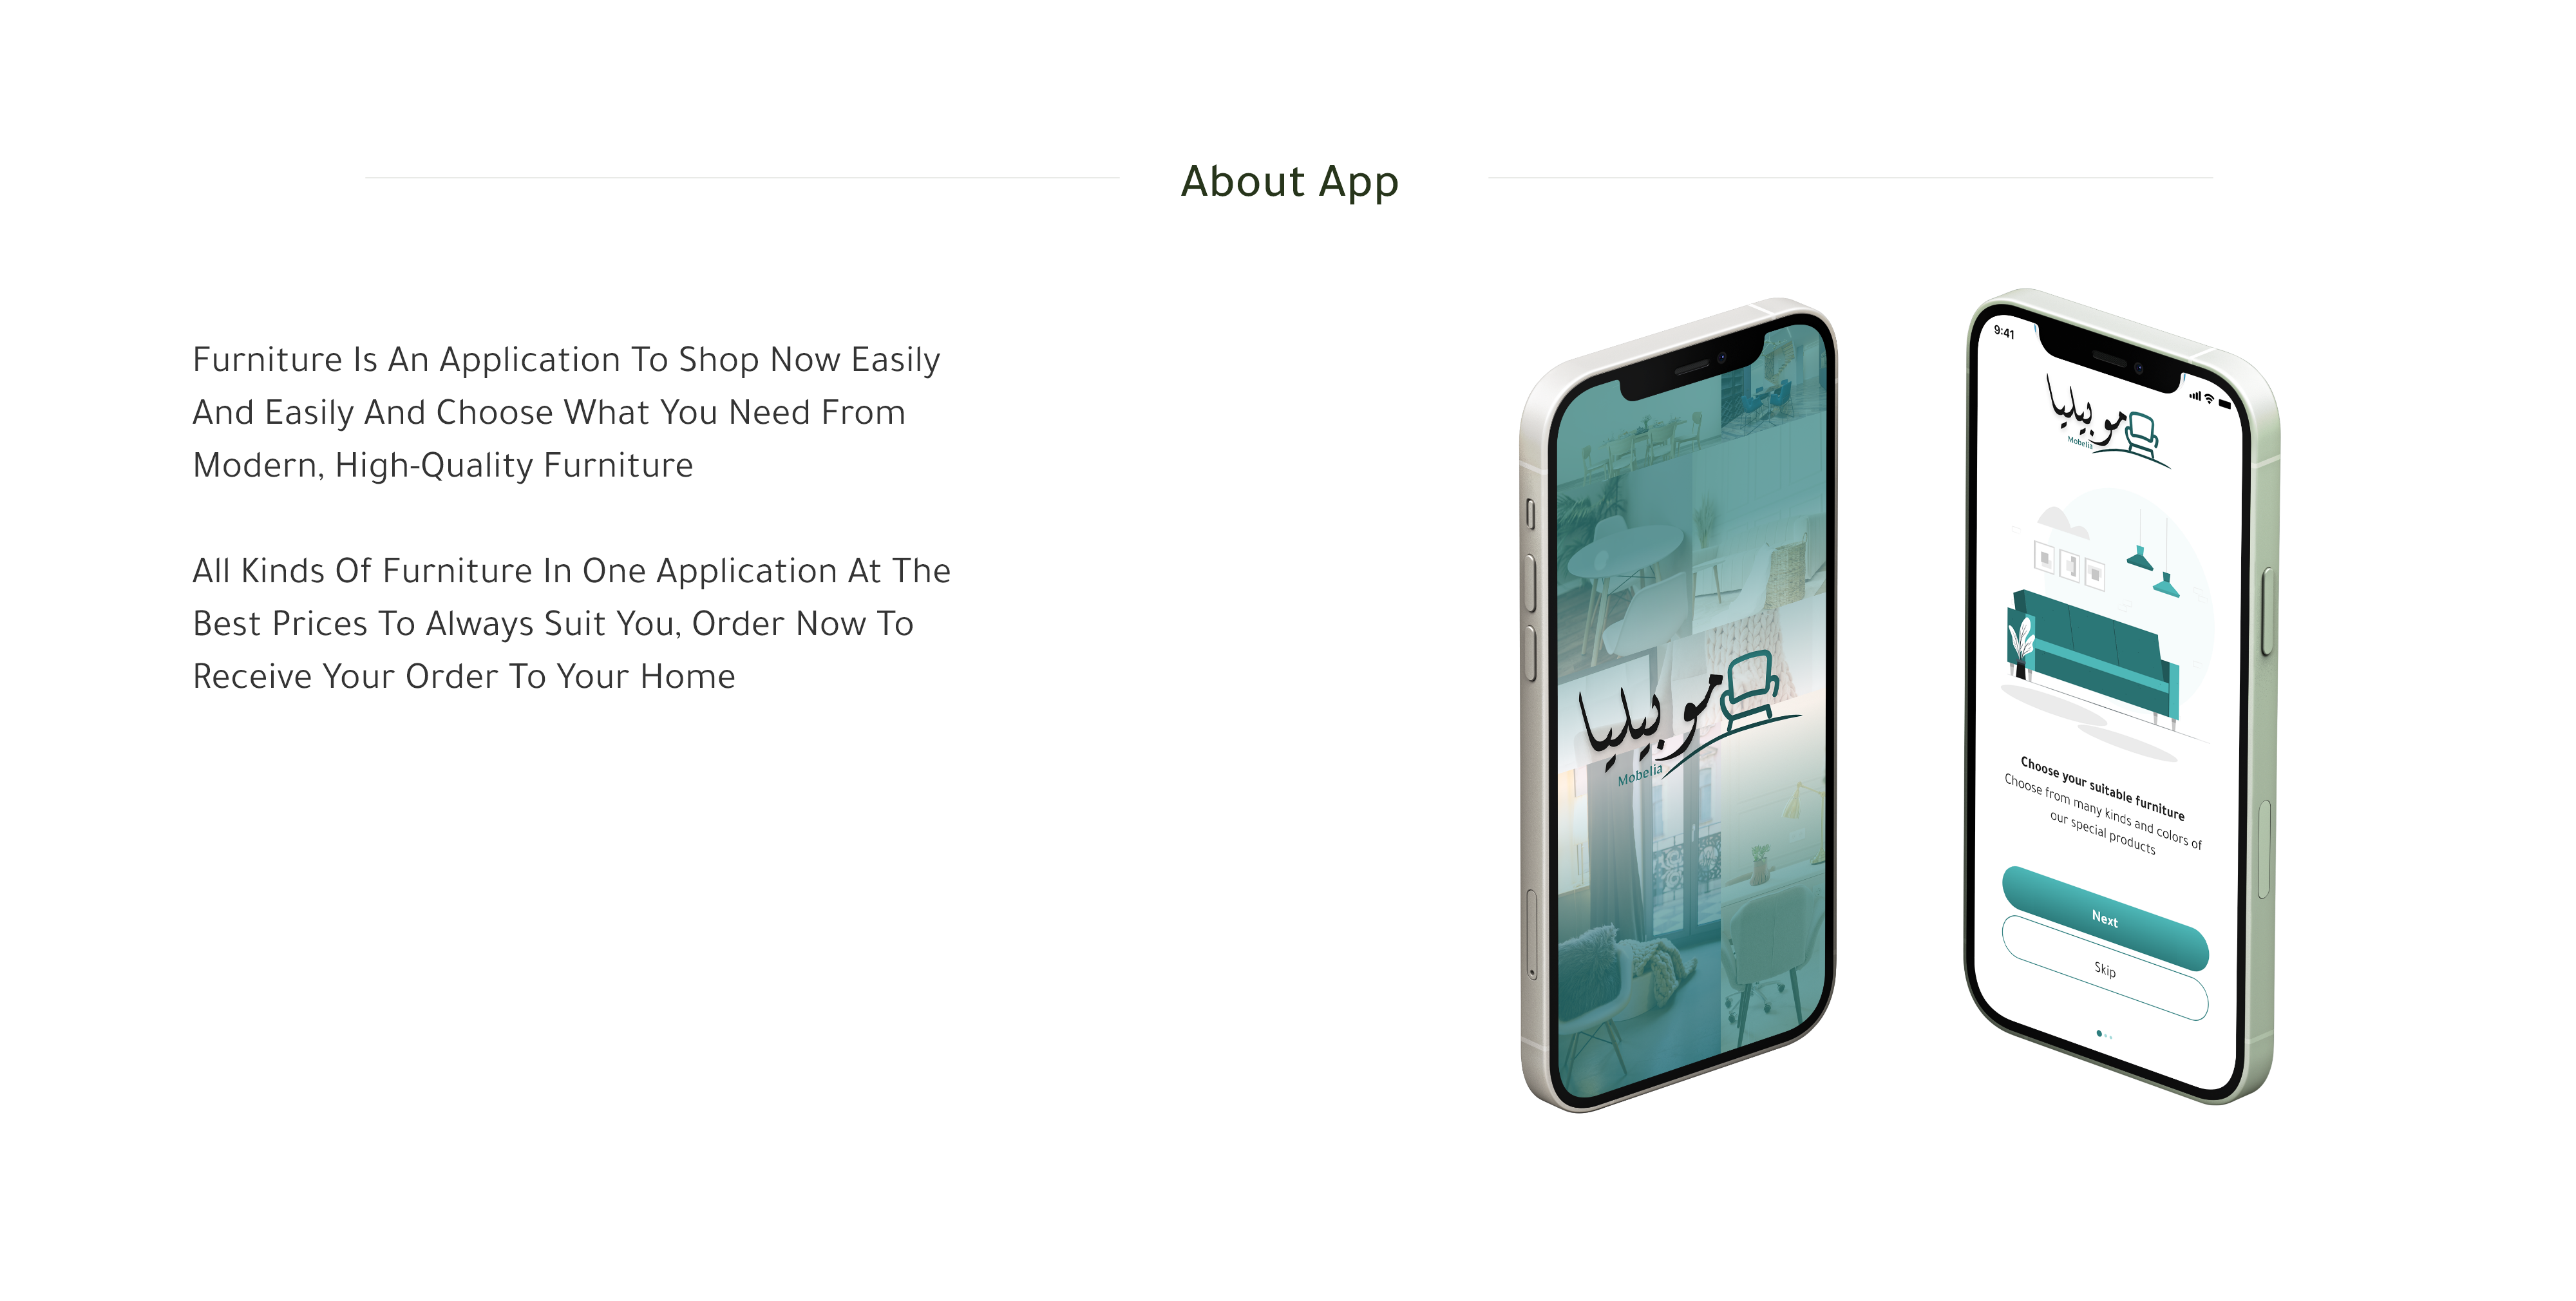 About App
Furniture Is An Application To Shop Now Easily
And Easily And Choose What You Need From
Modern, High-Quality Furniture
All Kinds Of Furniture In One Application At The
Best Prices To Always Suit You, Order Now To
Receive Your Order To Your Home
موبيليا
Mobelia
9:41
موبيليا
Mobelia
Choose your suitable furniture
Choose from many kinds and colors of
our special products
Next
Skip